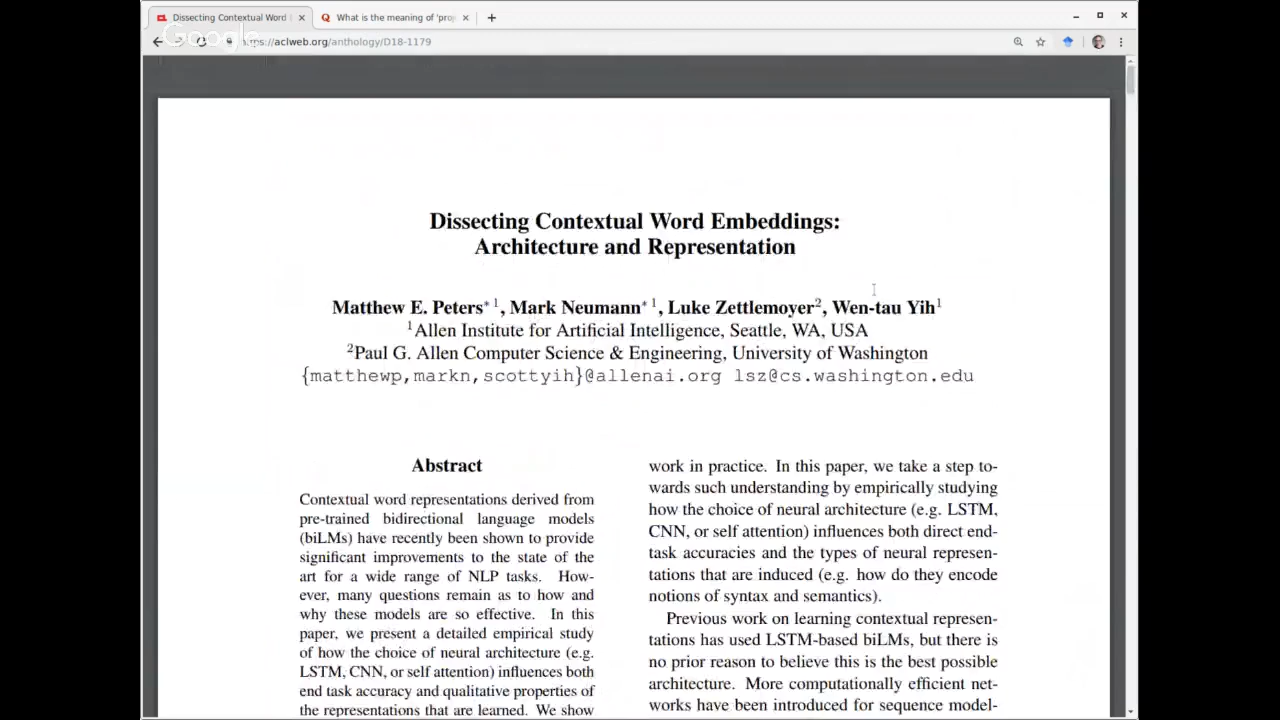 Dissecting Contextual Word
What is the meaning of 'pro
Google
https://aclweb.org/anthology/D18-1179
Dissecting Contextual Word Embeddings:
Architecture and Representation
Matthew E. Peters∗1, Mark Neumann∗1, Luke Zettlemoyer2, Wen-tau Yih1
1Allen Institute for Artificial Intelligence, Seattle, WA, USA
2Paul G. Allen Computer Science & Engineering, University of Washington
{matthewp,markn,scottyih}@allenai.org lsz@cs.washington.edu
Abstract
Contextual word representations derived from
pre-trained bidirectional language models
(biLMs) have recently been shown to provide
significant improvements to the state of the
art for a wide range of NLP tasks. How-
ever, many questions remain as to how and
why these models are so effective. In this
paper, we present a detailed empirical study
of how the choice of neural architecture (e.g.
LSTM, CNN, or self attention) influences both
end task accuracy and qualitative properties of
the representations that are learned. We show
work in practice. In this paper, we take a step to-
wards such understanding by empirically studying
how the choice of neural architecture (e.g. LSTM,
CNN, or self attention) influences both direct end-
task accuracies and the types of neural represen-
tations that are induced (e.g. how do they encode
notions of syntax and semantics).
Previous work on learning contextual represen-
tations has used LSTM-based biLMs, but there is
no prior reason to believe this is the best possible
architecture. More computationally efficient net-
works have been introduced for sequence model-